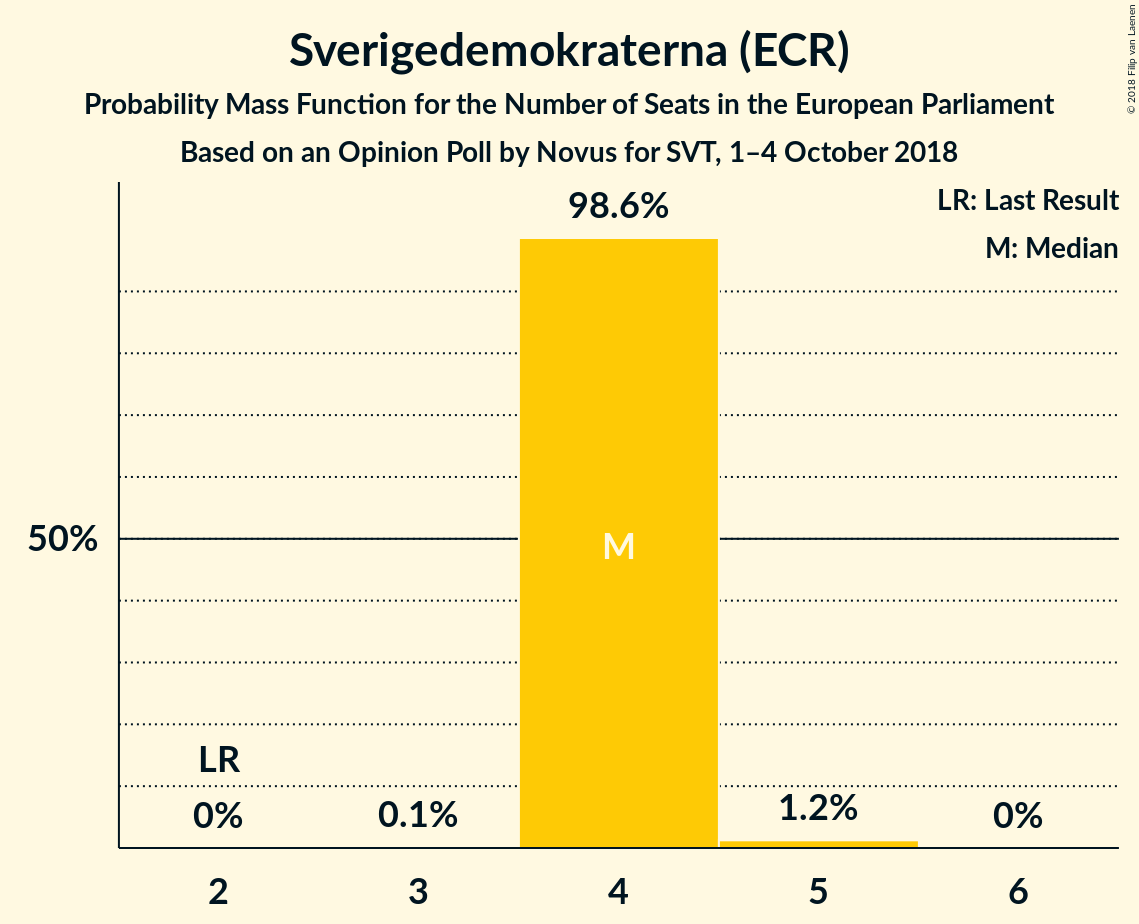 Sverigedemokraterna (ECR)
Probability Mass Function for the Number of Seats in the European Parliament
Based on an Opinion Poll by Novus for SVT, 1–4 October 2018
© 2018 Filip van Laenen
LR: Last Result
M: Median
98.6%
50%
M
LR
0%
0.1%
1.2%
0%
2 3 4 5 6